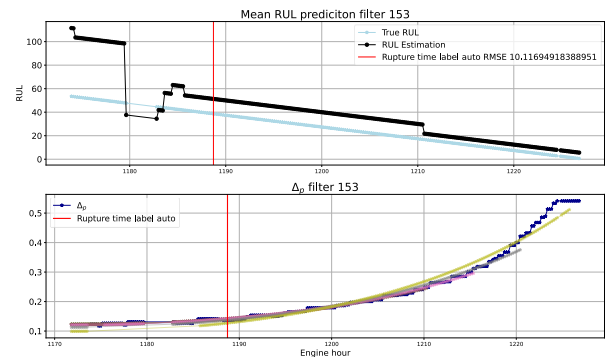 Mean RUL prediciton filter 153
True RUL
RUL Estimation
Rupture time label auto RMSE 10.11694918388951
RUL
100
80
60
40
20
0
1180
1190
1200
1210
1220
Δp filter 153
Δp
Rupture time label auto
0,5
0,4
0,3
0,2
0,1
1170
1180
1190
1200
1210
1220
Engine hour